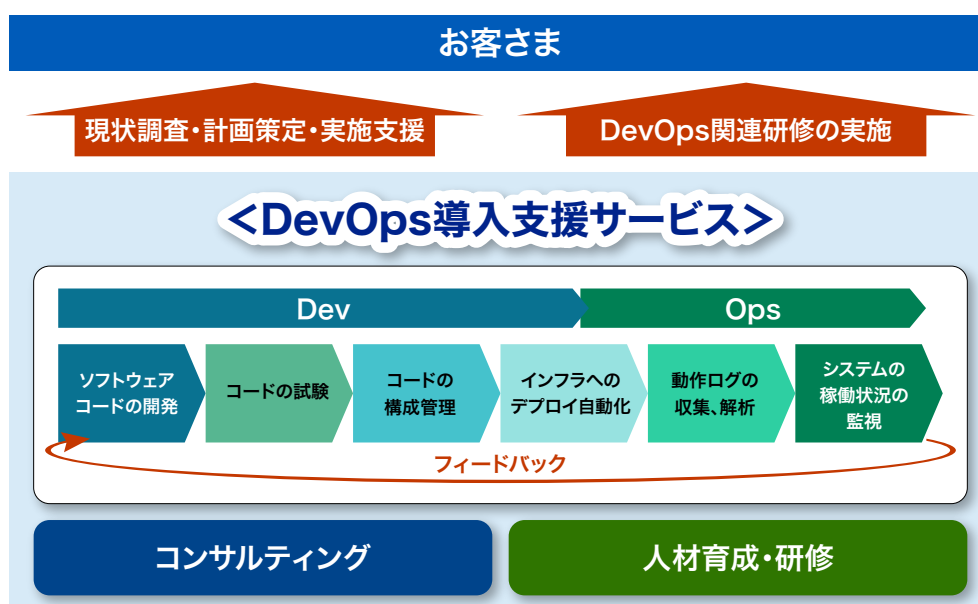 お客さま
現状調査・計画策定・実施支援
DevOps関連研修の実施
<DevOps導入支援サービス>
Dev
Ops
ソフトウェア
コードの開発
コードの試験
コードの
構成管理
インフラへの
デプロイ自動化
動作ログの
収集、解析
システムの
稼働状況の
監視
フィードバック
コンサルティング
人材育成・研修